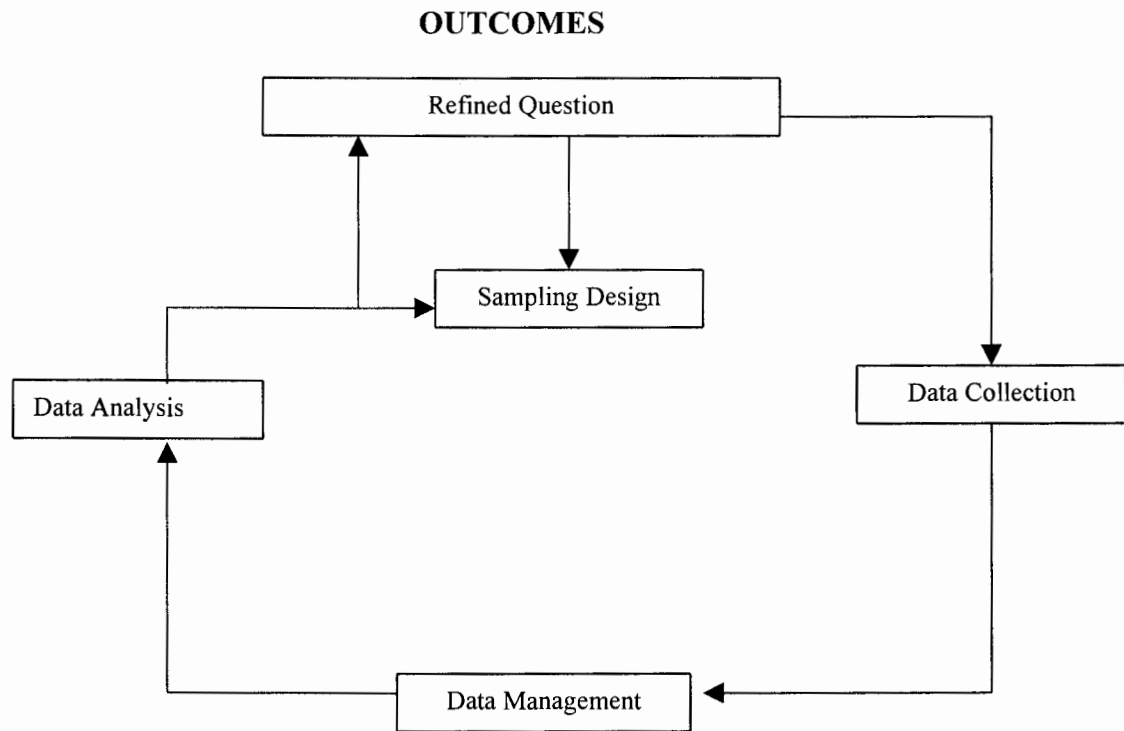 OUTCOMES
Refined Question
Sampling Design
Data Analysis
Data Collection
Data Management